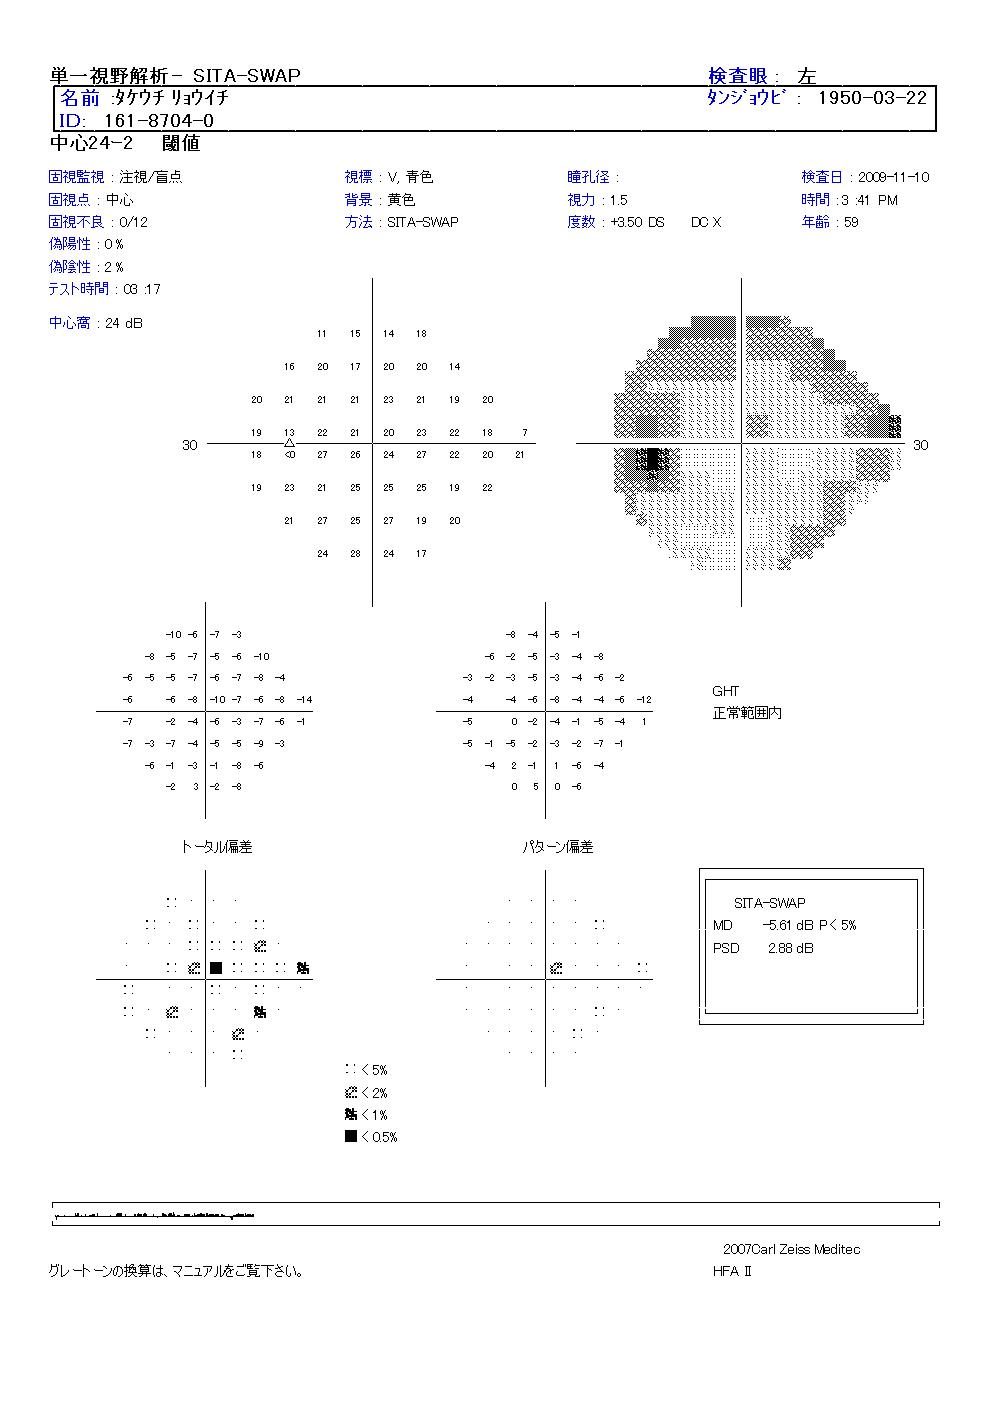 単一視野解析- SITA-SWAP 検査眼 : 左
名前 :ﾀｹｳﾁ ﾘｮｳｲﾁ ﾀﾝｼﾞｮｳﾋﾞ : 1950-03-22
ID: 161-8704-0
中心24-2 閾値
固視監視 : 注視/盲点 視標 : V, 青色 瞳孔径 : 検査日 : 2009-11-10
固視点 : 中心 背景 : 黄色 視力 : 1.5 時間 : 3 :41 PM
固視不良 : 0/12 方法 : SITA-SWAP 度数 : +3.50 DS DC X 年齢 : 59
偽陽性 : 0 %
偽陰性 : 2 %
テスト時間 : 03 :17
中心窩 : 24 dB
11 15 14 18
16 20 17 20 20 14
20 21 21 21 23 21 19 20
19 13 22 21 20 23 22 18 7
30 30
18 <0 27 26 24 27 22 20 21
19 23 21 25 25 25 19 22
21 27 25 27 19 20
24 28 24 17
-10 -6 -7 -3 -8 -4 -5 -1
-8 -5 -7 -5 -6 -10 -6 -2 -5 -3 -4 -8
-6 -5 -5 -7 -6 -7 -8 -4 -3 -2 -3 -5 -3 -4 -6 -2
-6 -6 -8 -10 -7 -6 -8 -14 -4 -4 -6 -8 -4 -4 -6 -12
GHT
正常範囲内
-7 -2 -4 -6 -3 -7 -6 -1 -5 0 -2 -4 -1 -5 -4 1
-7 -3 -7 -4 -5 -5 -9 -3 -5 -1 -5 -2 -3 -2 -7 -1
-6 -1 -3 -1 -8 -6 -4 2 -1 1 -6 -4
-2 3 -2 -8 0 5 0 -6
トータル偏差 パターン偏差
SITA-SWAP
MD -5.61 dB P< 5%
PSD 2.88 dB
< 5%
< 2%
< 1%
< 0.5%
2007Carl Zeiss Meditec
グレートーンの換算は、マニュアルをご覧下さい。 HFA II